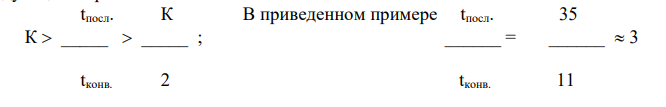 tпосл. K В приведенном примере tпосл. 35
K > _____ > _____ ; ______ = ______ ≈ 3
tконв. 2 tконв. 11